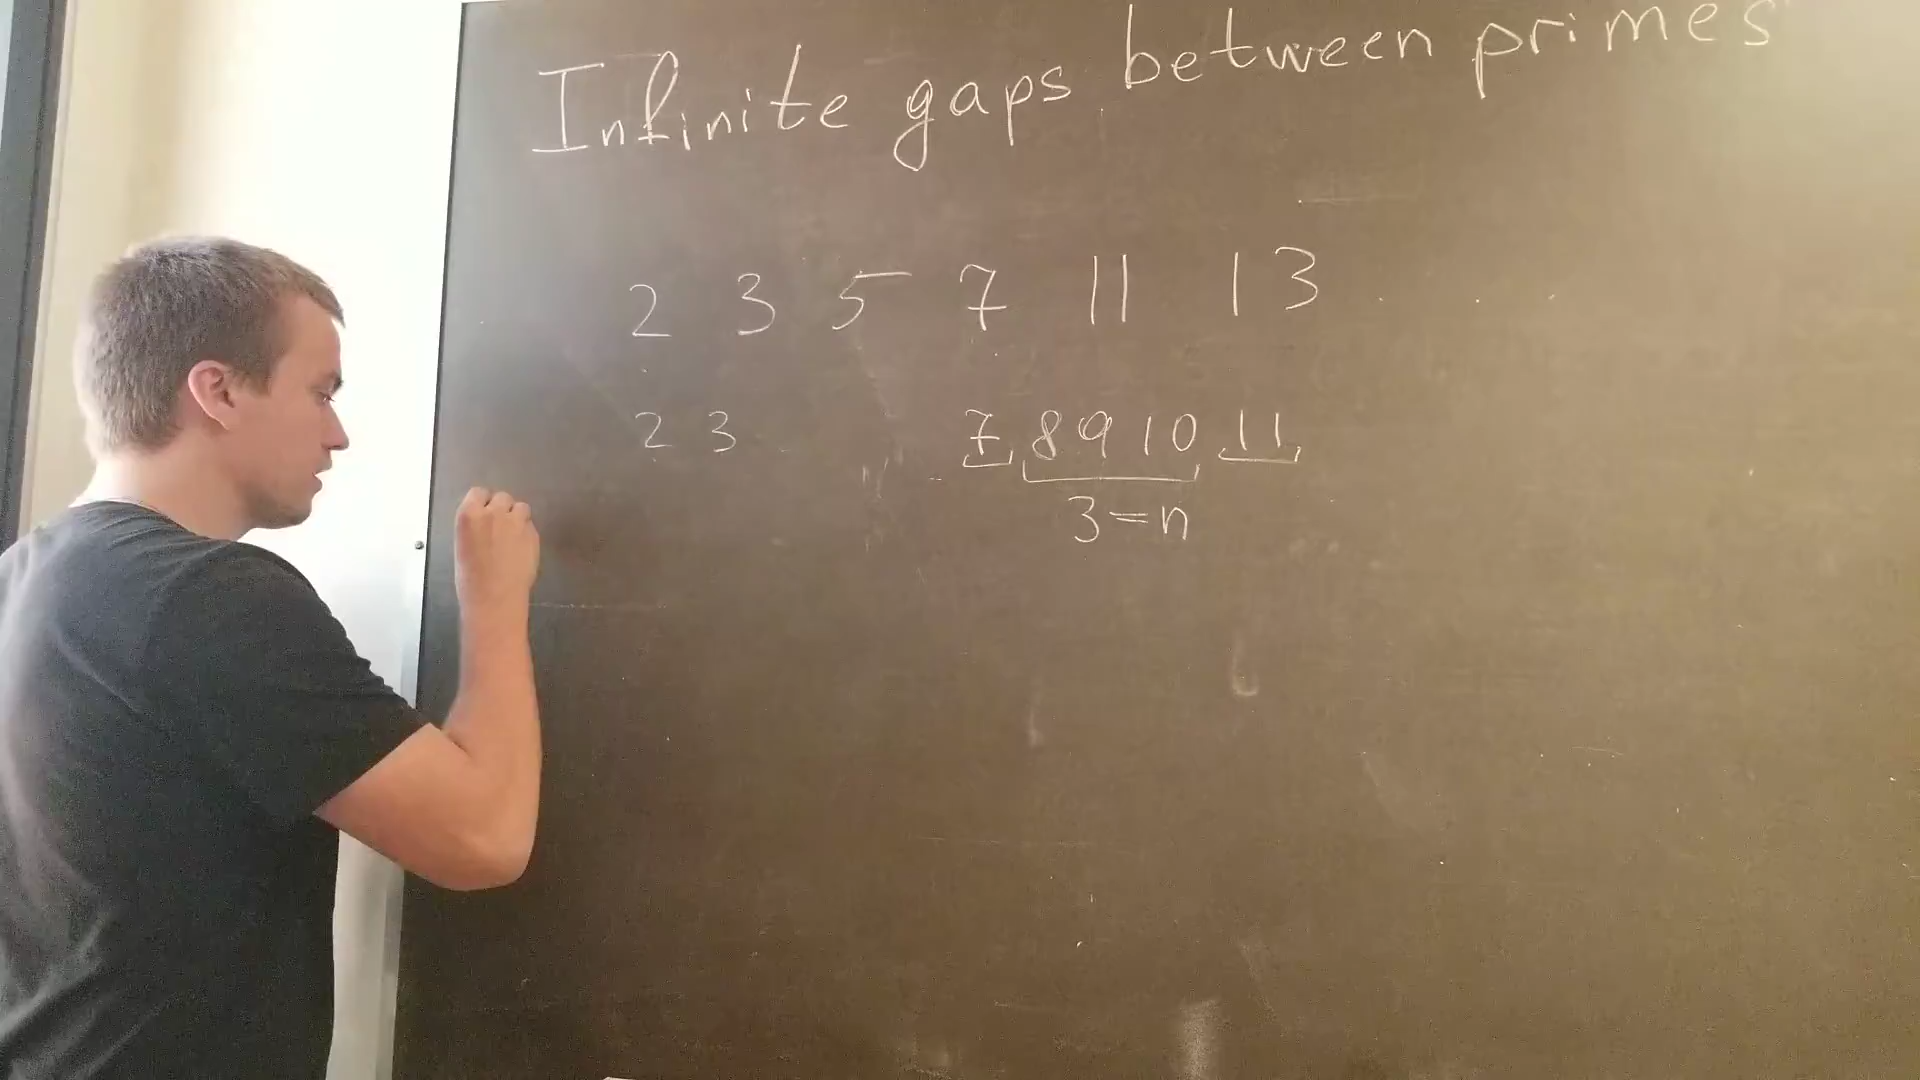 Infinite gaps between primes
2 3 5 7 11 13 . . .
2 3 7 8 9 10 11
3 = n